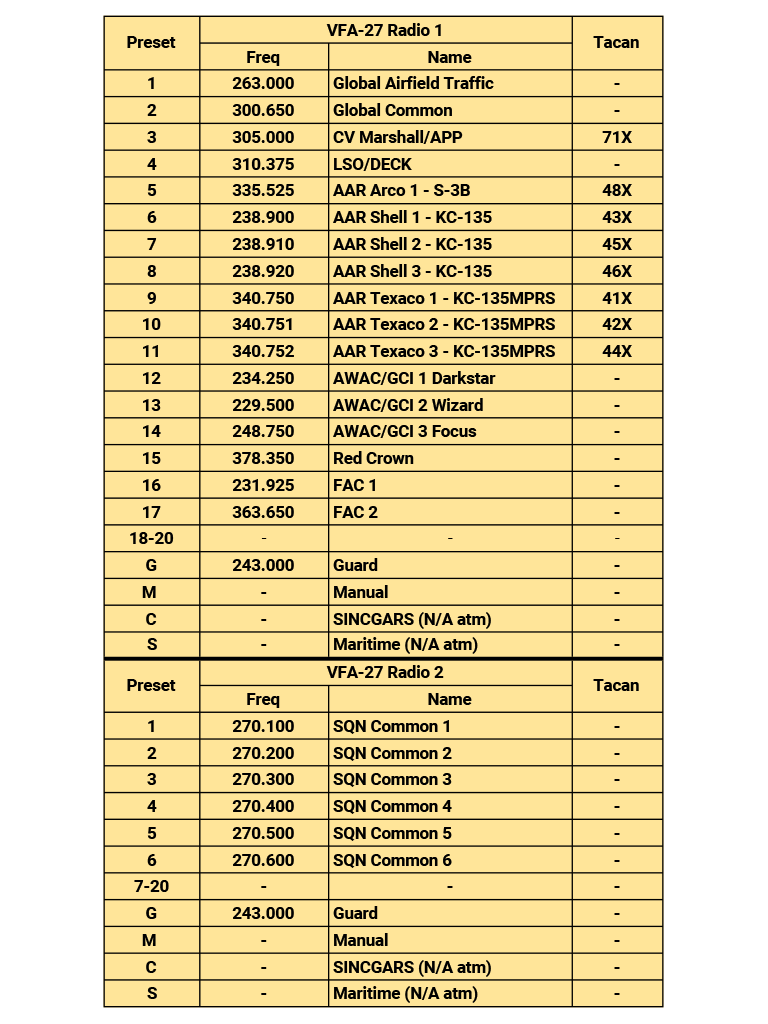 Preset VFA-27 Radio 1 Tacan
Freq Name
1 263.000 Global Airfield Traffic -
2 300.650 Global Common -
3 305.000 CV Marshall/APP 71X
4 310.375 LSO/DECK -
5 335.525 AAR Arco 1 - S-3B 48X
6 238.900 AAR Shell 1 - KC-135 43X
7 238.910 AAR Shell 2 - KC-135 45X
8 238.920 AAR Shell 3 - KC-135 46X
9 340.750 AAR Texaco 1 - KC-135MPRS 41X
10 340.751 AAR Texaco 2 - KC-135MPRS 42X
11 340.752 AAR Texaco 3 - KC-135MPRS 44X
12 234.250 AWAC/GCI 1 Darkstar -
13 229.500 AWAC/GCI 2 Wizard -
14 248.750 AWAC/GCI 3 Focus -
15 378.350 Red Crown -
16 231.925 FAC 1 -
17 363.650 FAC 2 -
18-20 - - -
G 243.000 Guard -
M - Manual -
C - SINCGARS (N/A atm) -
S - Maritime (N/A atm) -
Preset VFA-27 Radio 2 Tacan
Freq Name
1 270.100 SQN Common 1 -
2 270.200 SQN Common 2 -
3 270.300 SQN Common 3 -
4 270.400 SQN Common 4 -
5 270.500 SQN Common 5 -
6 270.600 SQN Common 6 -
7-20 - - -
G 243.000 Guard -
M - Manual -
C - SINCGARS (N/A atm) -
S - Maritime (N/A atm) -